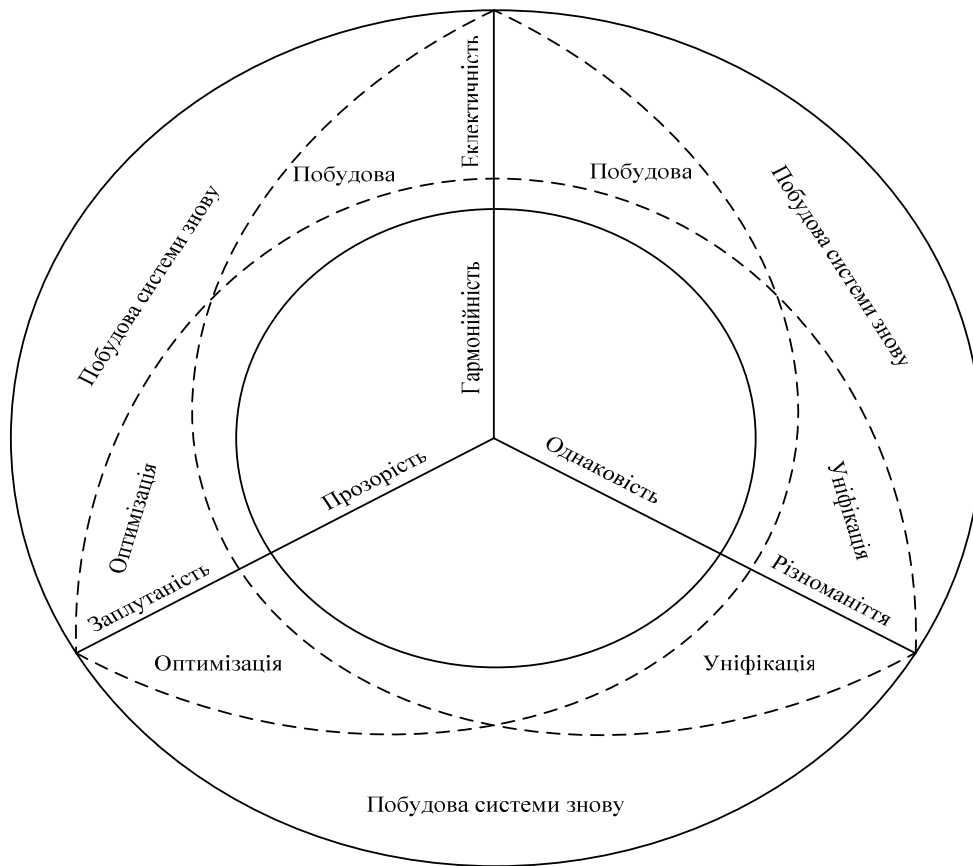 Еклектичність
Побудова
Побудова
Побудова системи знову
Побудова системи знову
Гармонійність
Прозорість
Однаковість
Оптимізація
Уніфікація
Заплутаність
Різноманіття
Оптимізація
Уніфікація
Побудова системи знову